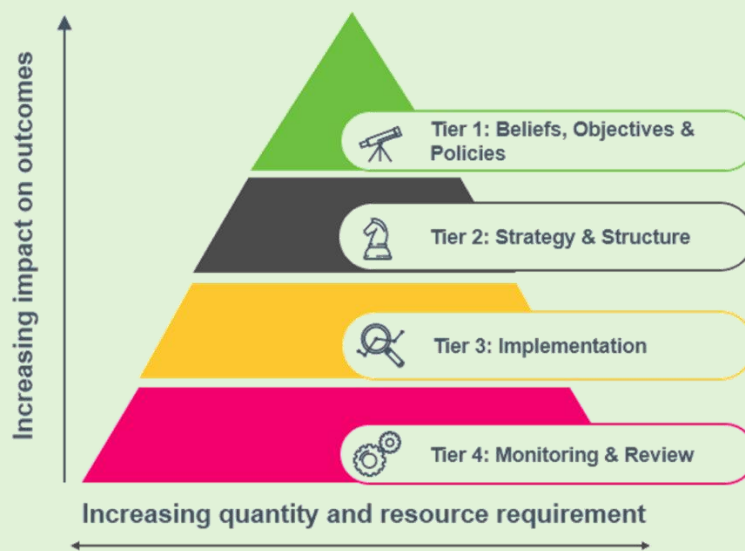 Increasing impact on outcomes
Tier 1: Beliefs, Objectives &
Policies
Tier 2: Strategy & Structure
Tier 3: Implementation
Tier 4: Monitoring & Review
Increasing quantity and resource requirement